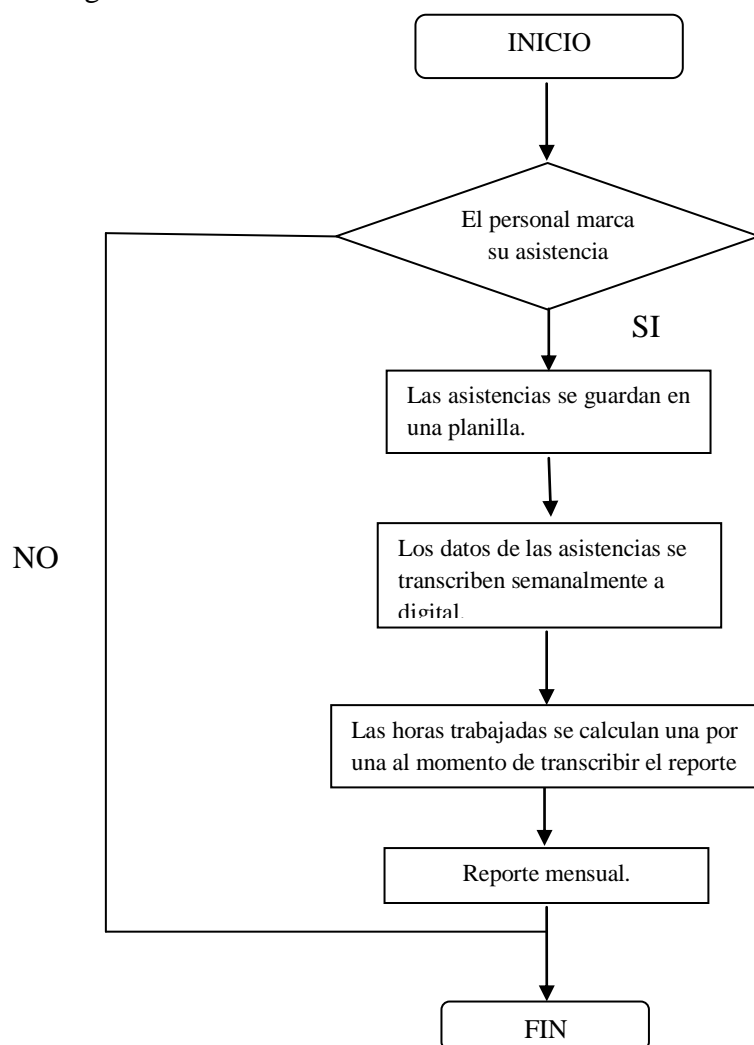 INICIO
El personal marca
su asistencia
SI
Las asistencias se guardan en
una planilla.
NO
Los datos de las asistencias se
transcriben semanalmente a
digital.
Las horas trabajadas se calculan una por
una al momento de transcribir el reporte
Reporte mensual.
FIN